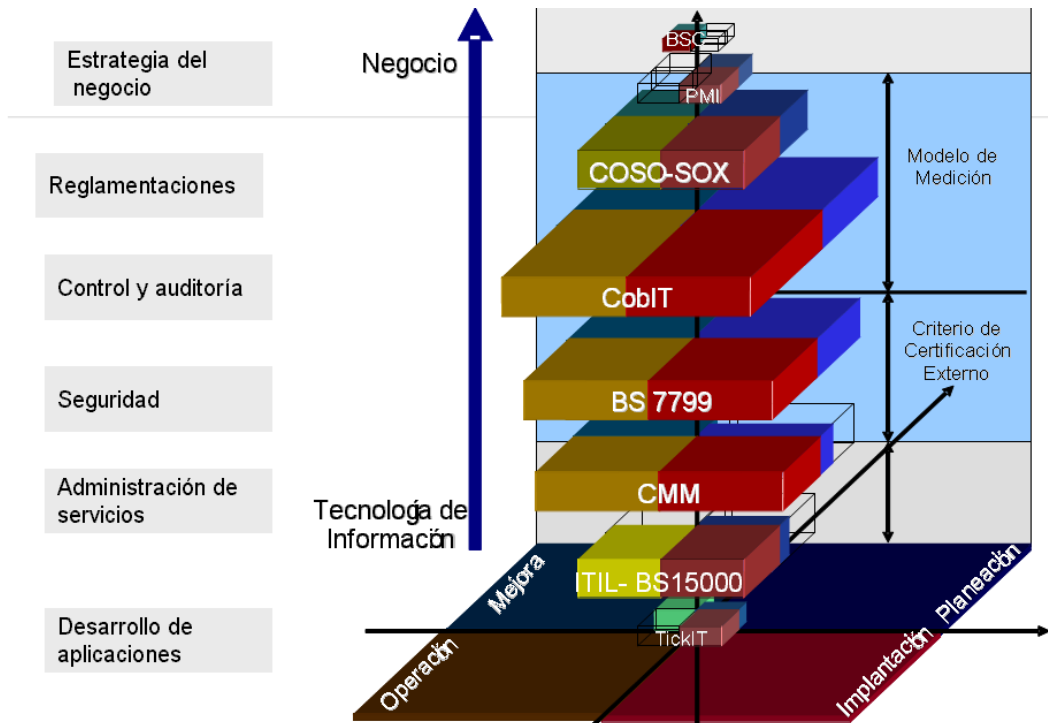 Estrategia del
negocio
Reglamentaciones
Control y auditoría
Seguridad
Administración de
servicios
Desarrollo de
aplicaciones
Negocio
Tecnología de
Información
BSC
PMI
COSO-SOX
CobIT
BS 7799
CMM
ITIL- BS15000
TickIT
Modelo de
Medición
Criterio de
Certificación
Externo
Mejora
Planeación
Operación
Implantación